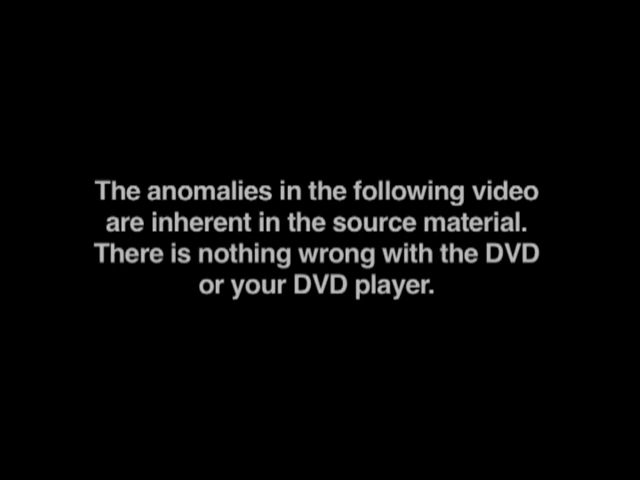 The anomalies in the following video
are inherent in the source material.
There is nothing wrong with the DVD
or your DVD player.